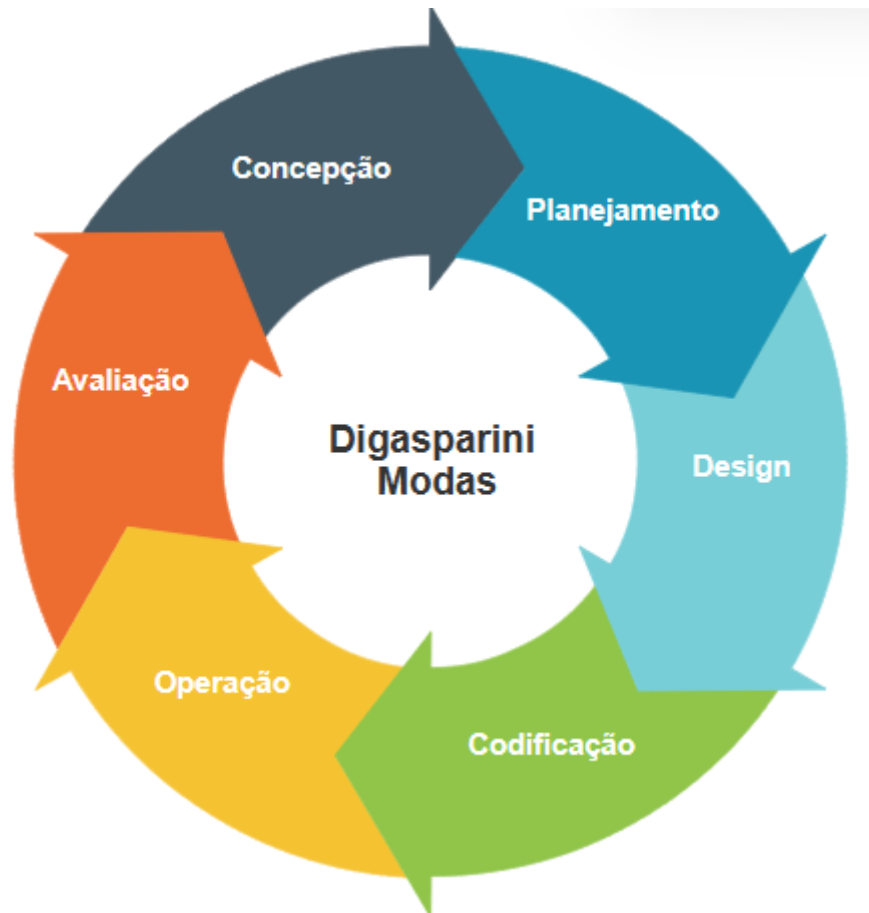 Concepção
Planejamento
Design
Codificação
Operação
Avaliação
Digasparini
Modas